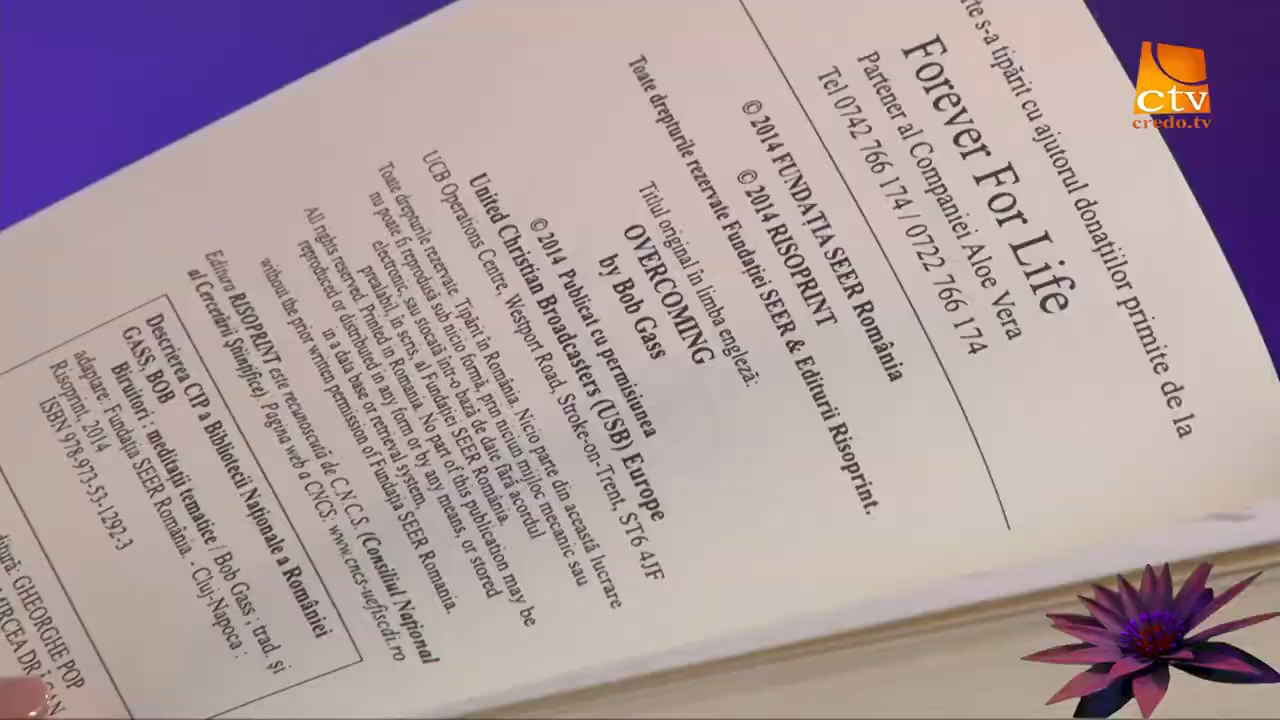 rte s-a tipărit cu ajutorul donațiilor primite de la
Forever For Life
Partener al Companiei Aloe Vera
Tel 0742 766 174 / 0722 766 174
© 2014 FUNDAȚIA SEER România
© 2014 RISOPRINT
Toate drepturile rezervate Fundației SEER & Editurii Risoprint.
Titlul original în limba engleză:
OVERCOMING
by Bob Gass
© 2014 Publicat cu permisiunea
United Christian Broadcasters (USB) Europe
UCB Operations Centre, Westport Road, Stroke-on-Trent, ST6 4JF
Toate drepturile rezervate. Tipărit în România. Nicio parte din această lucrare
nu poate fi reprodusă sub nicio formă, prin niciun mijloc mecanic sau
electronic, sau stocată într-o bază de date fără acordul
prealabil, în scris, al Fundației SEER România.
All rights reserved. Printed in Romania. No part of this publication may be
reproduced or distributed in any form or by any means, or stored
in a data base or retrieval system,
without the prior written permission of Fundația SEER Romania.
Editura RISOPRINT este recunoscută de C.N.C.S. (Consiliul Național
al Cercetării Științifice). Pagina web a CNCS: www.cncs-uefiscdi.ro
Descrierea CIP a Bibliotecii Naționale a României
GASS, BOB
Biruitori : meditații tematice / Bob Gass ; trad. și
adaptare: Fundația SEER România. - Cluj-Napoca :
Risoprint, 2014
ISBN 978-973-53-1292-3
ditură: GHEORGHE POP
MIRCEA DRĂGAN
ctv
credo.tv